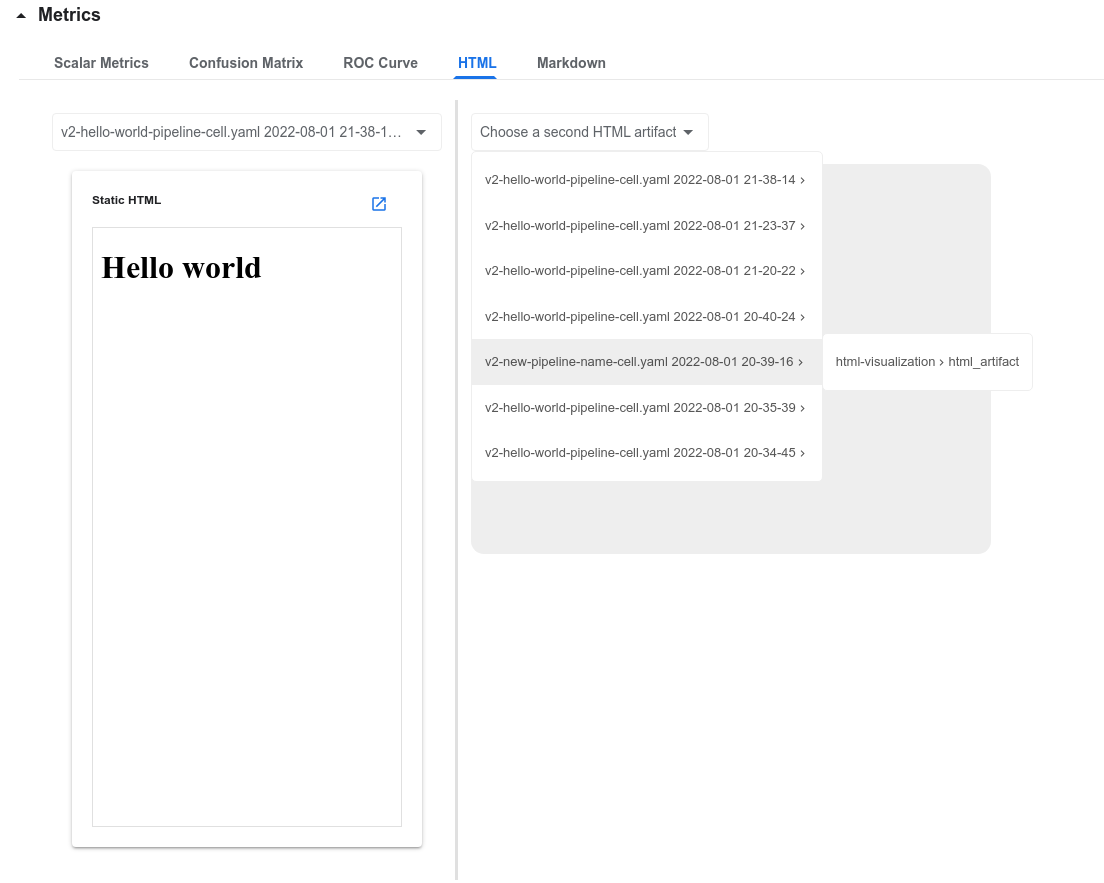 Metrics
Scalar Metrics Confusion Matrix ROC Curve HTML Markdown
v2-hello-world-pipeline-cell.yaml 2022-08-01 21-38-1...
Static HTML
Hello world
Choose a second HTML artifact
v2-hello-world-pipeline-cell.yaml 2022-08-01 21-38-14 ›
v2-hello-world-pipeline-cell.yaml 2022-08-01 21-23-37 ›
v2-hello-world-pipeline-cell.yaml 2022-08-01 21-20-22 ›
v2-hello-world-pipeline-cell.yaml 2022-08-01 20-40-24 ›
v2-new-pipeline-name-cell.yaml 2022-08-01 20-39-16 ›
html-visualization › html_artifact
v2-hello-world-pipeline-cell.yaml 2022-08-01 20-35-39 ›
v2-hello-world-pipeline-cell.yaml 2022-08-01 20-34-45 ›